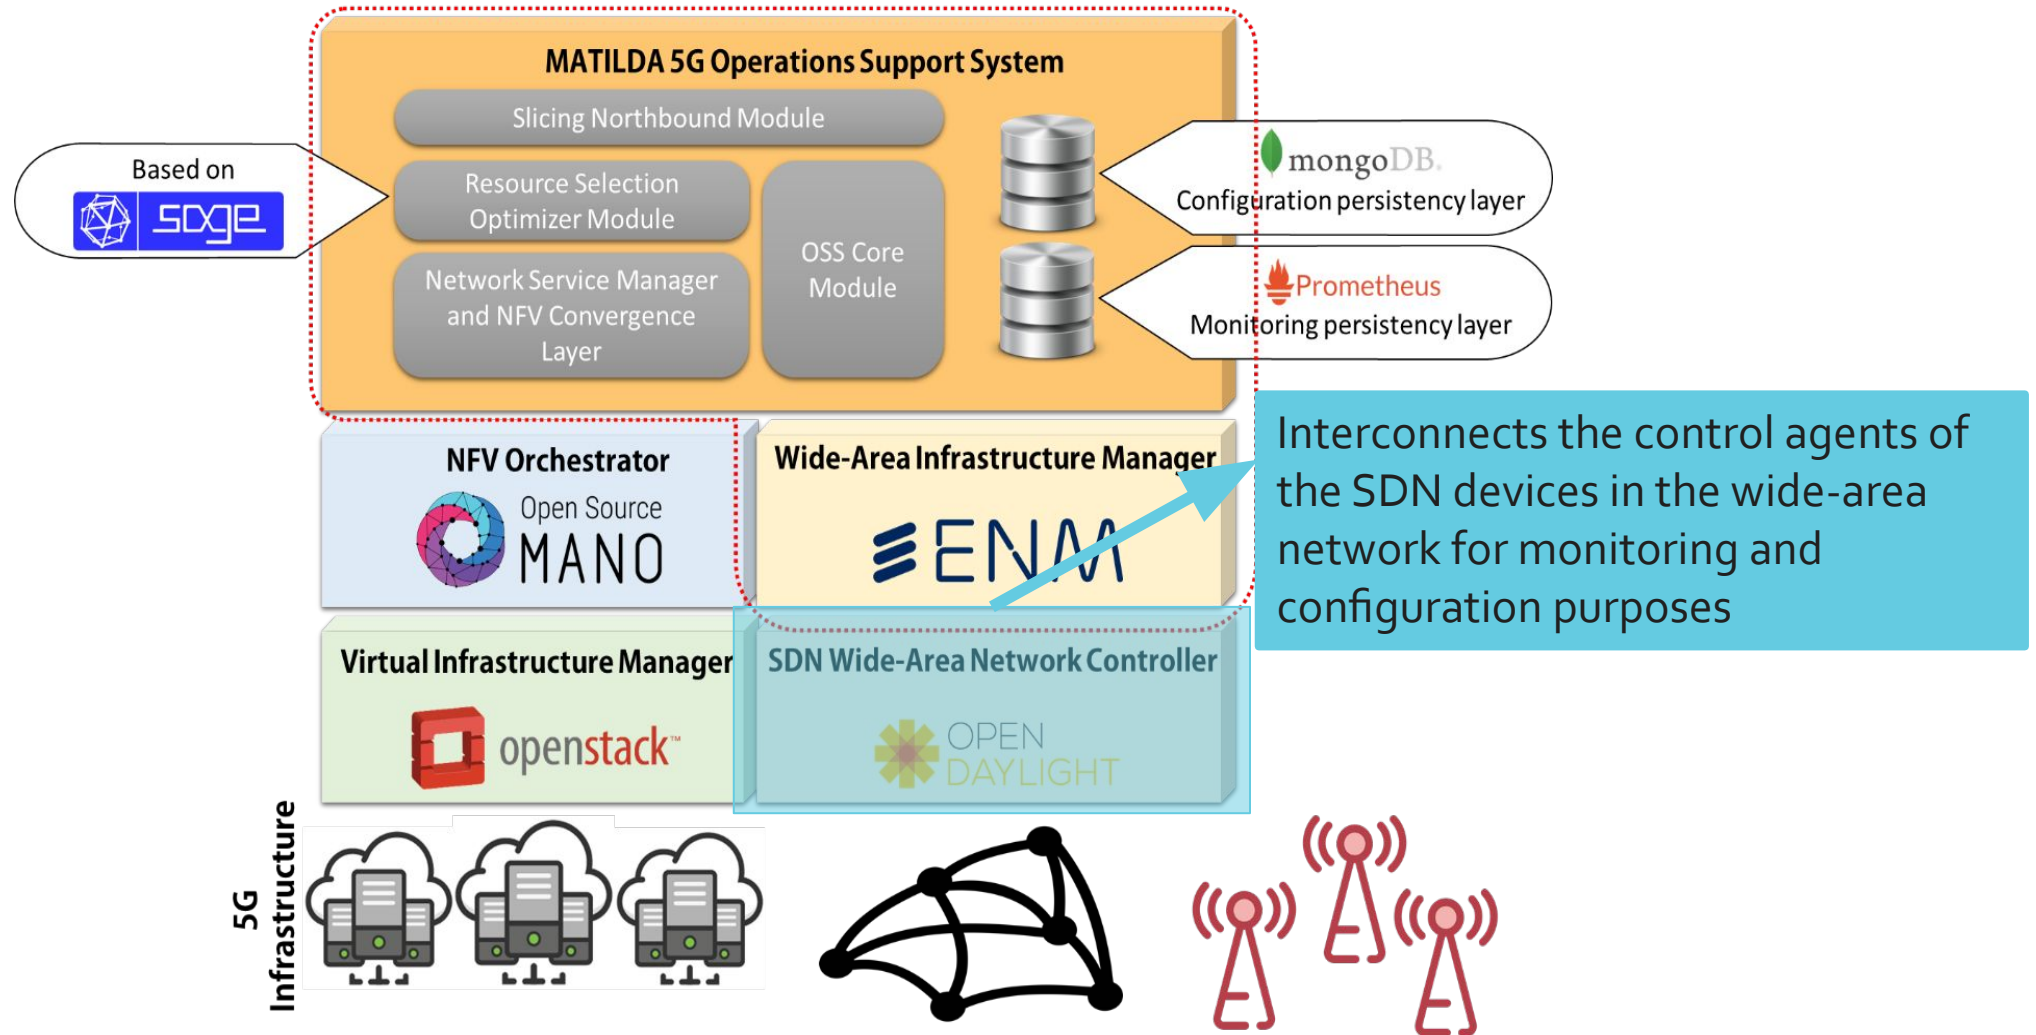 MATILDA 5G Operations Support System
Slicing Northbound Module
Based on
Resource Selection
Optimizer Module
Network Service Manager
and NFV Convergence
Layer
OSS Core
Module
mongoDB.
Configuration persistency layer
Prometheus
Monitoring persistency layer
NFV Orchestrator
Open Source
MANO
Wide-Area Infrastructure Manager
ENM
Interconnects the control agents of
the SDN devices in the wide-area
network for monitoring and
configuration purposes
Virtual Infrastructure Manager
openstack™
SDN Wide-Area Network Controller
OPEN
DAYLIGHT
5G
Infrastructure